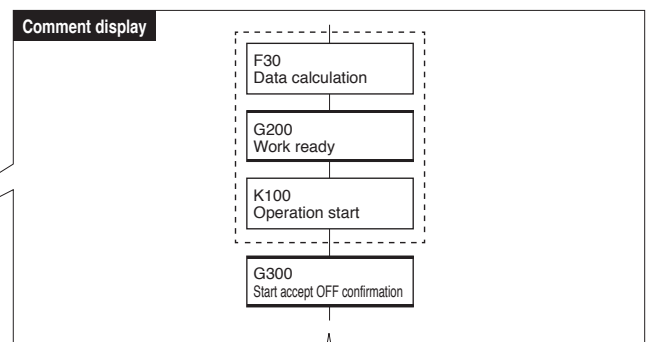 Comment display
F30
Data calculation
G200
Work ready
K100
Operation start
G300
Start accept OFF confirmation